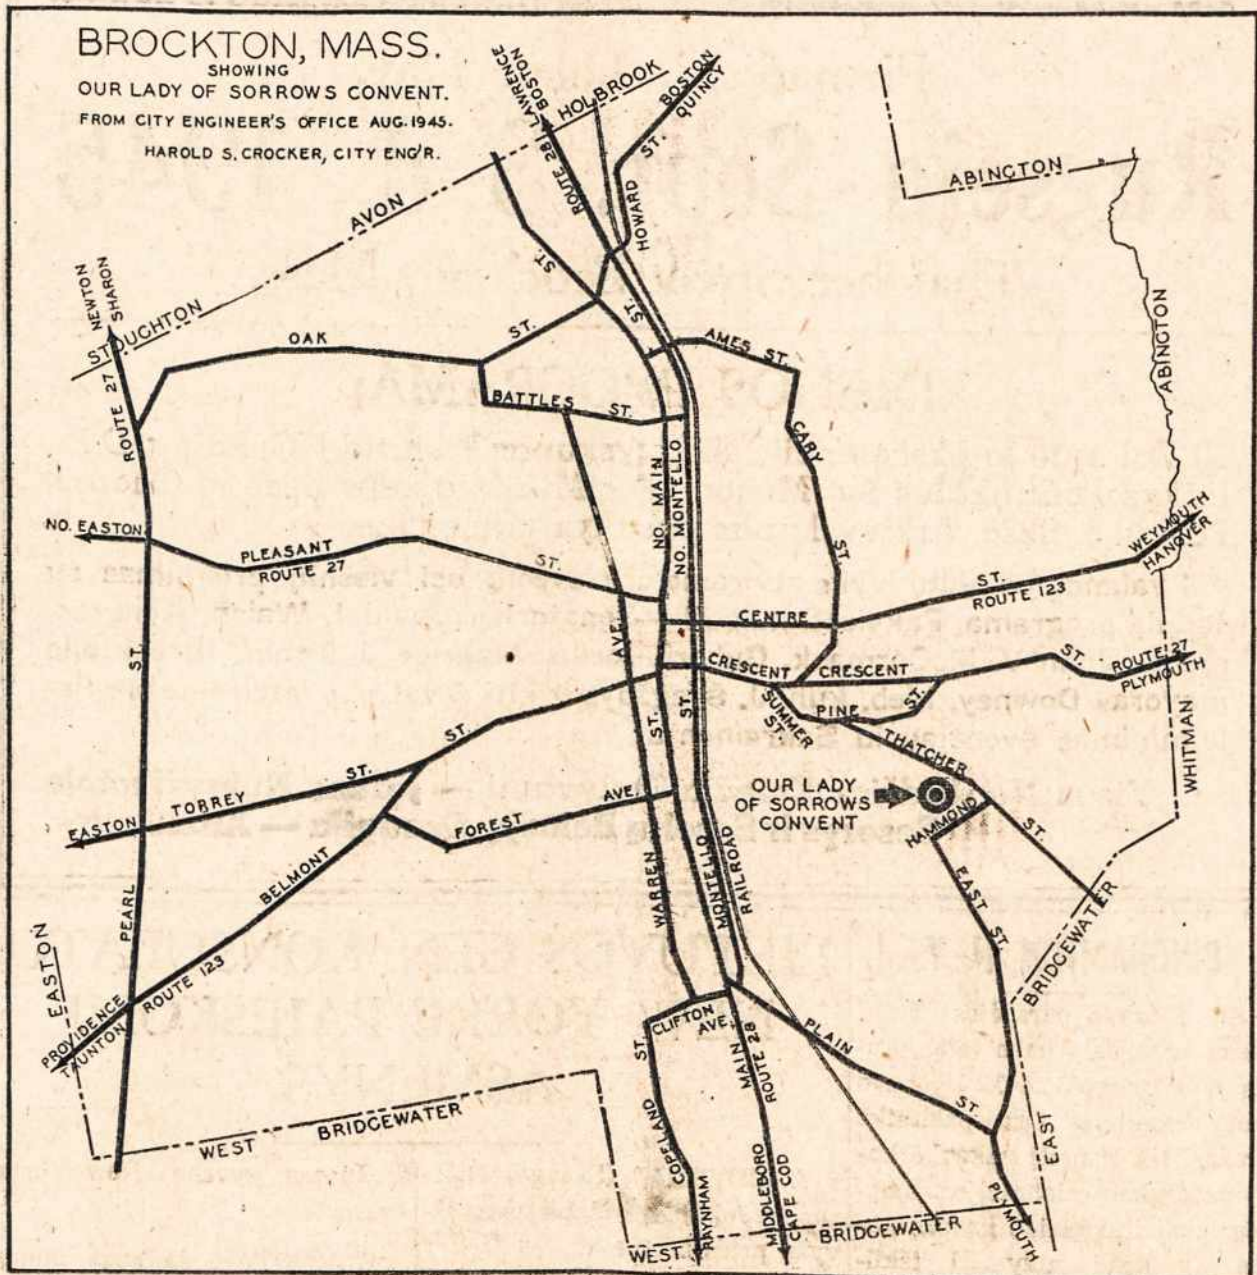 BROCKTON, MASS.
SHOWING
OUR LADY OF SORROWS CONVENT.
FROM CITY ENGINEER'S OFFICE AUG. 1945.
HAROLD S. CROCKER, CITY ENG'R.
LAWRENCE
BOSTON
ROUTE 28
HOLBROOK
BOSTON
QUINCY
ST.
HOWARD
ABINGTON
AVON
ST.
NEWTON
SHARON
STOUGHTON
ROUTE 27
OAK
ST.
ST.
AMES ST.
ABINGTON
BATTLES ST.
CARY
ST.
NO. MAIN
NO. MONTELLO
NO. EASTON
PLEASANT
ROUTE 27
ST.
WEYMOUTH
HANOVER
ST.
ROUTE 123
CENTRE
AVE.
ST.
CRESCENT
CRESCENT
ST.
ROUTE 27
PLYMOUTH
SUMMER
ST.
PINE
ST.
ST.
ST.
ST.
THATCHER
WHITMAN
ST.
TORREY
EASTON
OUR LADY
OF SORROWS
CONVENT
HAMMOND
ST.
FOREST
AVE.
BELMONT
PEARL
WARREN
MONTELLO
RAILROAD
EAST
ST.
BRIDGEWATER
EASTON
PROVIDENCE
TAUNTON
ROUTE 123
CLIFTON
AVE.
ST.
MAIN
ROUTE 28
PLAIN
ST.
WEST BRIDGEWATER
COPELAND
RAYNHAM
MIDDLEBORO
CAPE COD
EAST
PLYMOUTH
WEST
BRIDGEWATER